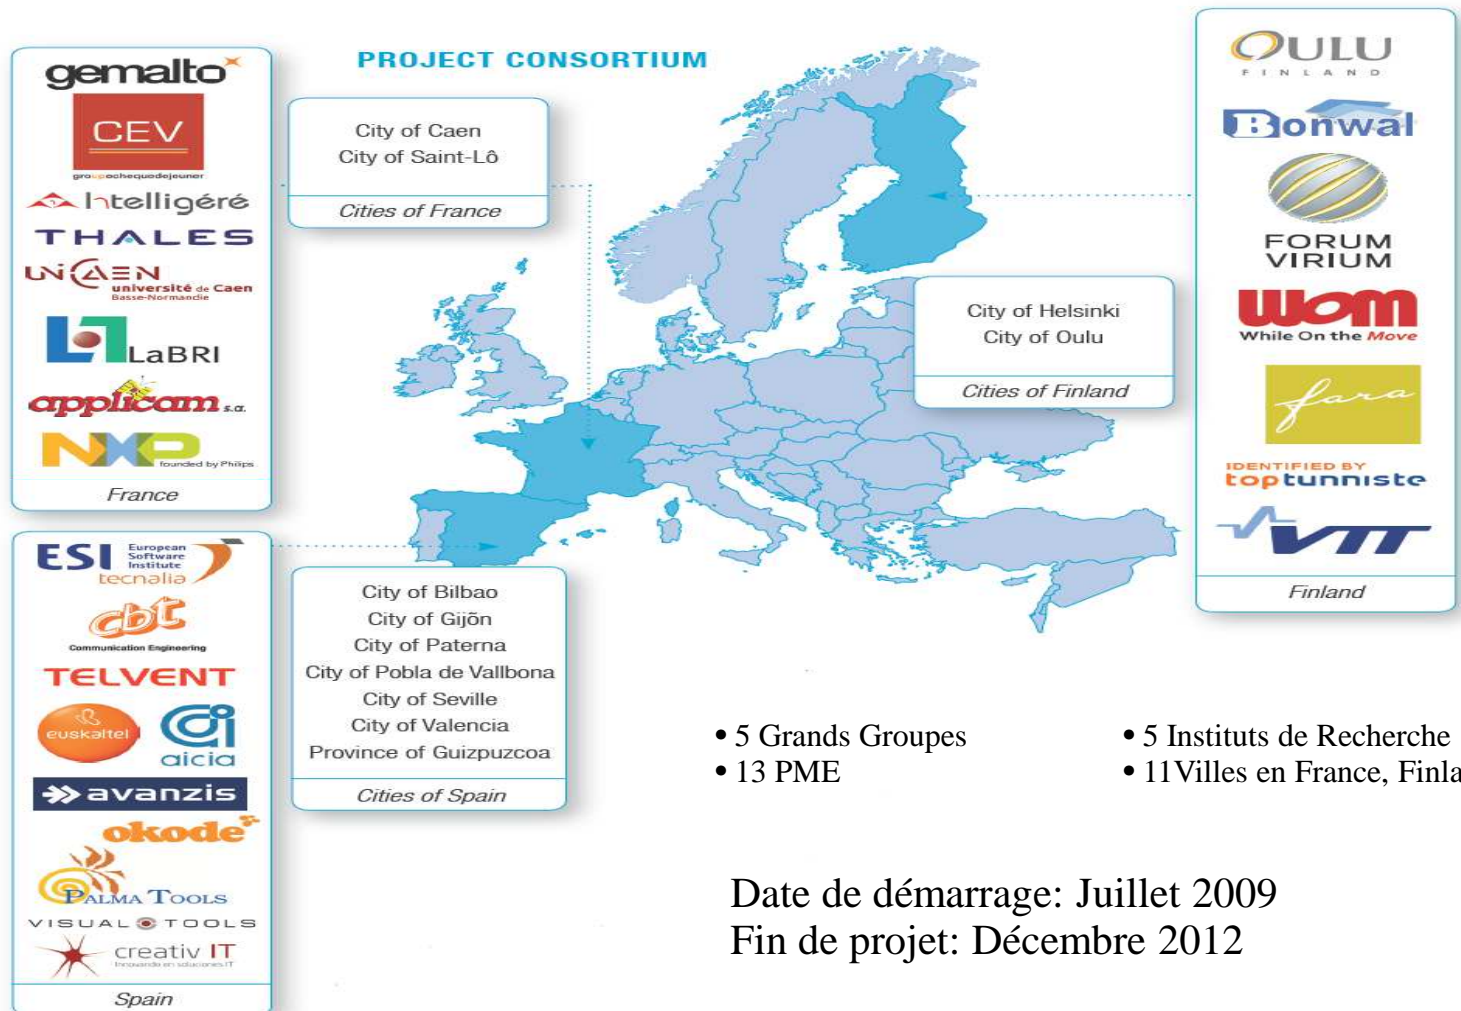 PROJECT CONSORTIUM
gemalto
CEV
groupechequedejeuner
Intelligéré
THALES
UNICAEN
université de Caen
Basse-Normandie
LaBRI
applicam s.a.
NXP
founded by Philips
France
City of Caen
City of Saint-Lô
Cities of France
OULU
FINLAND
Bonwal
FORUM
VIRIUM
WOM
While On the Move
fara
IDENTIFIED BY
toptunniste
VTT
Finland
City of Helsinki
City of Oulu
Cities of Finland
ESI European
Software
Institute
tecnalia
cbt
Communication Engineering
TELVENT
euskaltel
aicia
avanzis
okode
PALMA TOOLS
VISUAL TOOLS
creativ IT
Innovando en soluciones IT
Spain
City of Bilbao
City of Gijõn
City of Paterna
City of Pobla de Vallbona
City of Seville
City of Valencia
Province of Guizpuzcoa
Cities of Spain
• 5 Grands Groupes
• 13 PME
• 5 Instituts de Recherche
• 11Villes en France, Finla
Date de démarrage: Juillet 2009
Fin de projet: Décembre 2012